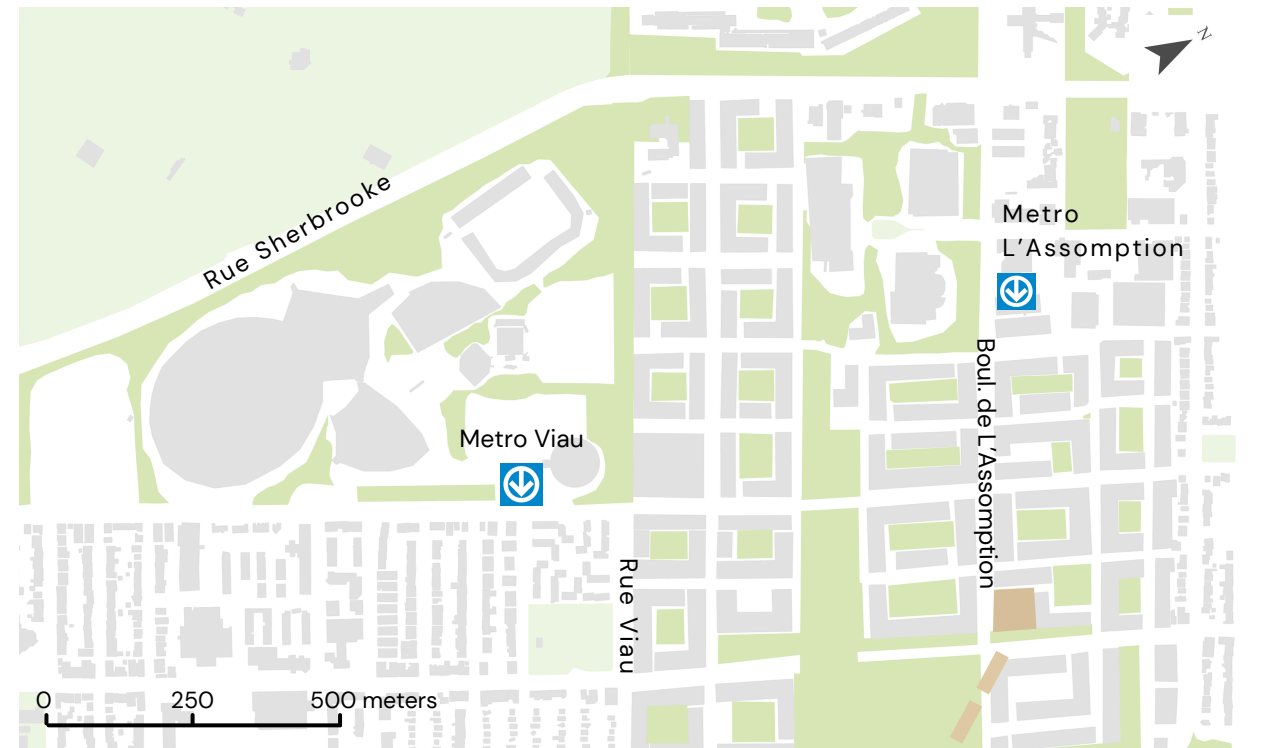 N
Rue Sherbrooke
Metro
L'Assomption
Boul. de L'Assomption
Metro Viau
Rue Viau
0 250 500 meters